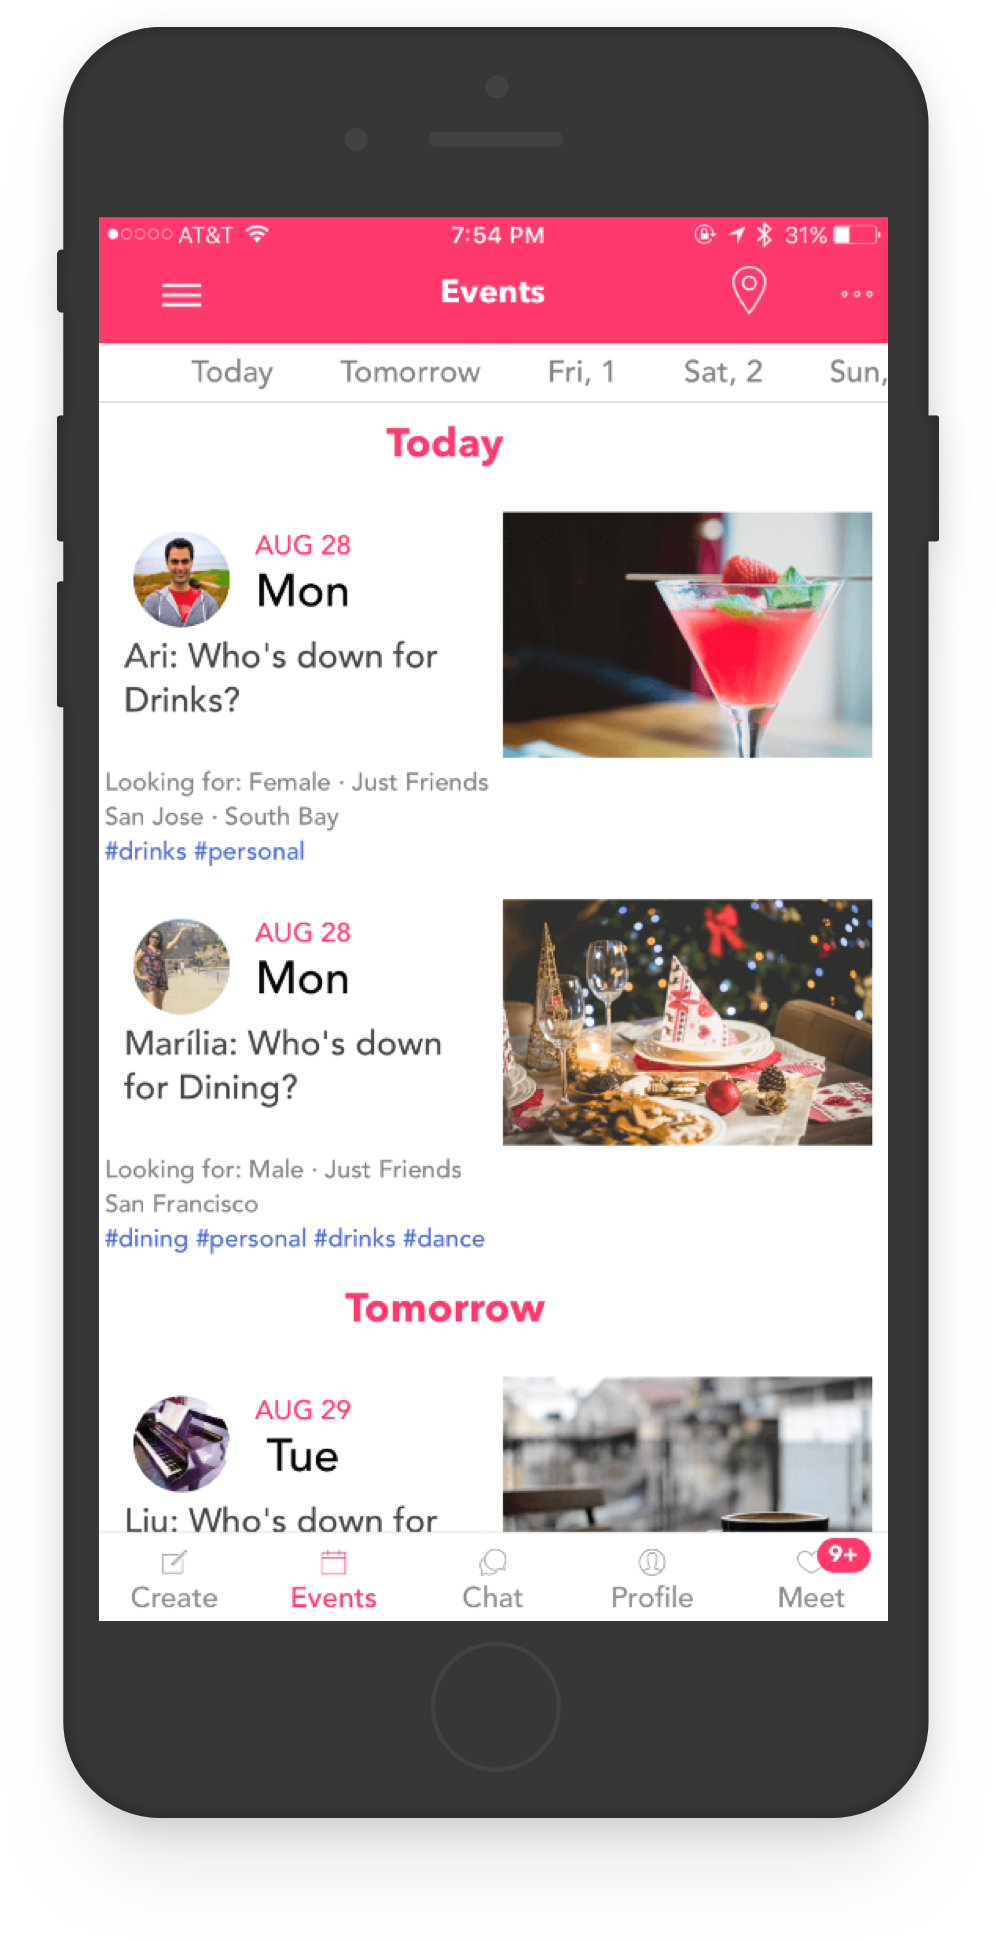 AT&T 7:54 PM 31%
Events
Today Tomorrow Fri, 1 Sat, 2 Sun,
Today
AUG 28
Mon
Ari: Who's down for
Drinks?
Looking for: Female · Just Friends
San Jose · South Bay
#drinks #personal
AUG 28
Mon
Marília: Who's down
for Dining?
Looking for: Male · Just Friends
San Francisco
#dining #personal #drinks #dance
Tomorrow
AUG 29
Tue
Liu: Who's down for
9+
Create Events Chat Profile Meet